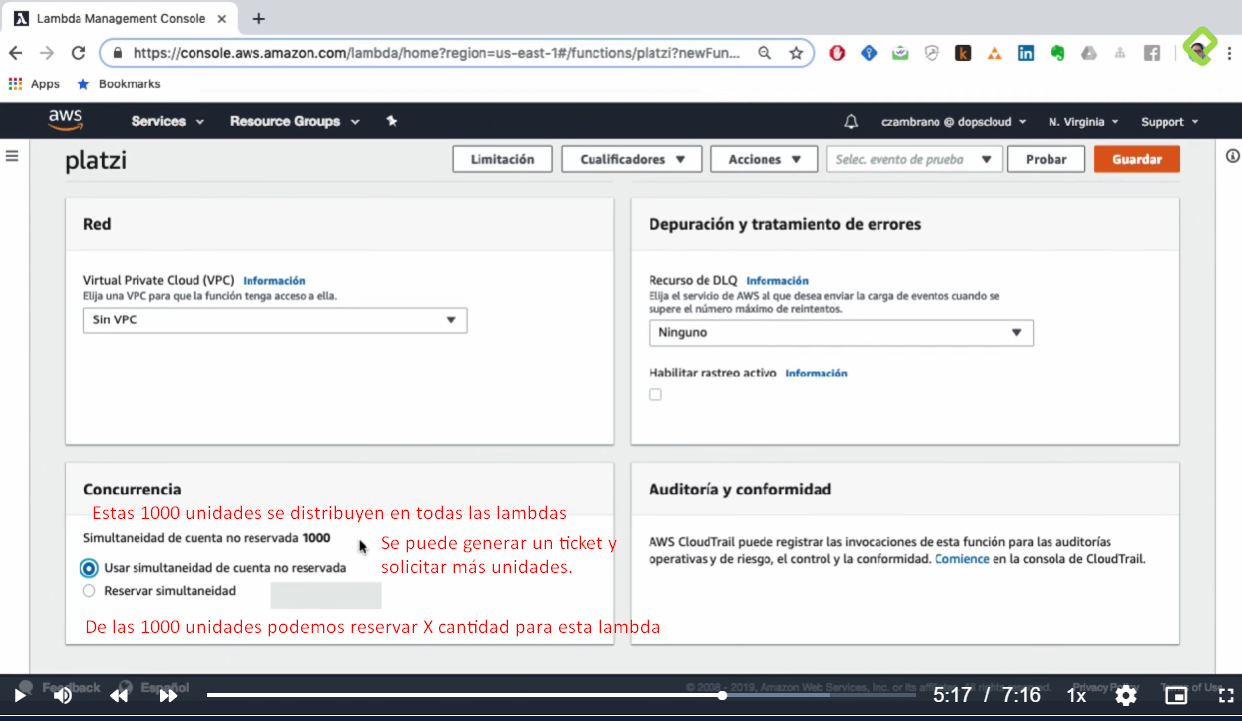 Lambda Management Console
https://console.aws.amazon.com/lambda/home?region=us-east-1#/functions/platzi?newFun...
Apps Bookmarks
aws Services Resource Groups czambrano @ dopscloud N. Virginia Support
platzi Limitación Cualificadores Acciones Selec. evento de prueba Probar Guardar
Red
Virtual Private Cloud (VPC) Información
Elija una VPC para que la función tenga acceso a ella.
Sin VPC
Depuración y tratamiento de errores
Recurso de DLQ Información
Elija el servicio de AWS al que desea enviar la carga de eventos cuando se
supere el número máximo de reintentos.
Ninguno
Habilitar rastreo activo Información
Concurrencia
Estas 1000 unidades se distribuyen en todas las lambdas
Simultaneidad de cuenta no reservada 1000
Se puede generar un ticket y
solicitar más unidades.
Usar simultaneidad de cuenta no reservada
Reservar simultaneidad
De las 1000 unidades podemos reservar X cantidad para esta lambda
Auditoría y conformidad
AWS CloudTrail puede registrar las invocaciones de esta función para las auditorías
operativas y de riesgo, el control y la conformidad. Comience en la consola de CloudTrail.
Feedback Español © 2008 - 2019, Amazon Web Services, Inc. or its All rights reserved. Privacy Policy Terms of Use
5:17 / 7:16 1x